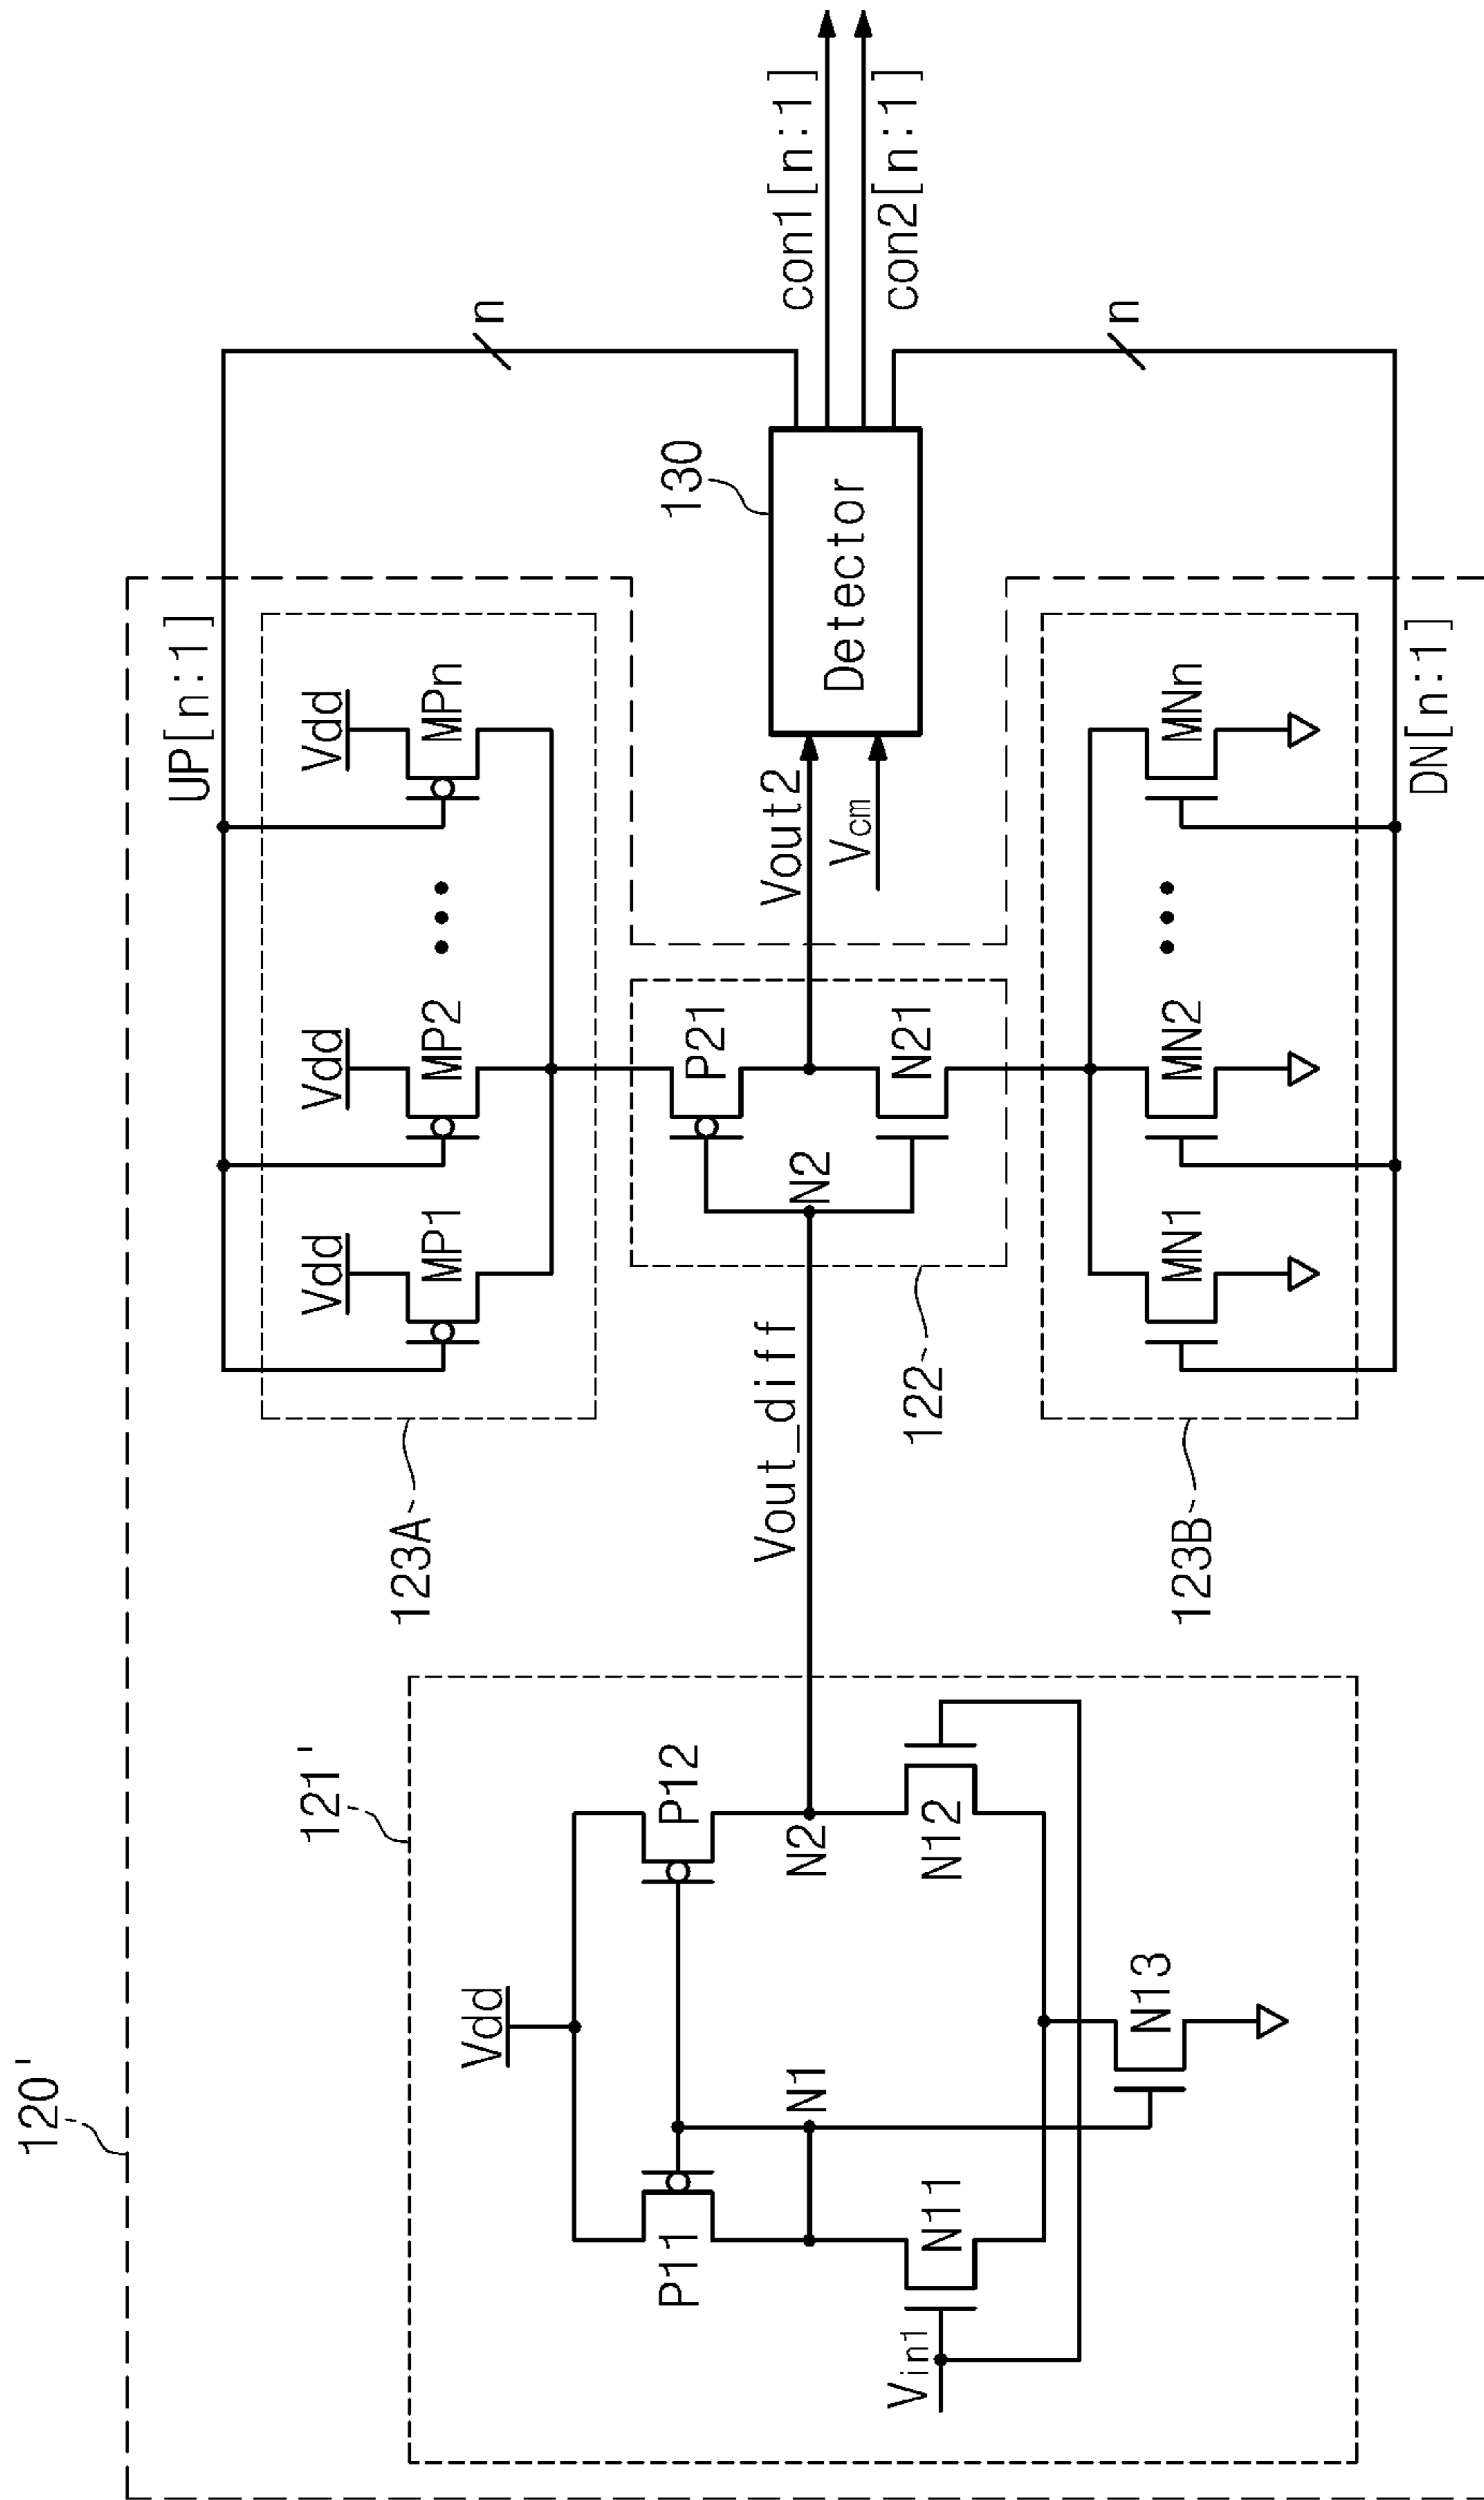 120'
121'
Vdd
P11
P12
N1
N2
N11
N12
N13
Vin1
Vout_diff
123A
UP[n:1]
Vdd
Vdd
Vdd
MP1
MP2
MPn
122
N2
P21
N21
Vout2
Vcm
130
Detector
n
con1[n:1]
con2[n:1]
n
123B
MN1
MN2
MNn
DN[n:1]